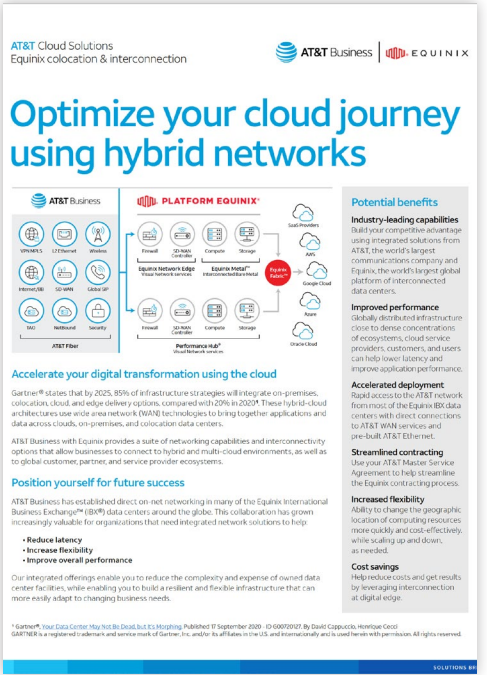 AT&T Cloud Solutions
Equinix colocation & interconnection
AT&T Business
EQUINIX
Optimize your cloud journey
using hybrid networks
AT&T Business
VPN/MPLS
L2 Ethernet
Wireless
Internet/BB
SD-WAN
Global SIP
NetBound
Security
AT&T Fiber
PLATFORM EQUINIX®
Firewall
SD-WAN
Controller
Compute
Storage
Equinix Network Edge
Virtual Network services
Equinix Metal™
Interconnected Bare Metal
Firewall
SD-WAN
Controller
Compute
Storage
Performance Hub®
Virtual Network services
Equinix
Fabric™
SaaS Providers
AWS
Google Cloud
Azure
Oracle Cloud
Accelerate your digital transformation using the cloud
Gartner® states that by 2025, 85% of infrastructure strategies will integrate on-premises,
colocation, cloud, and edge delivery options, compared with 20% in 2020*. These hybrid-cloud
architectures use wide area network (WAN) technologies to bring together applications and
data across clouds, on-premises, and colocation data centers.
AT&T Business with Equinix provides a suite of networking capabilities and interconnectivity
options that allow businesses to connect to hybrid and multi-cloud environments, as well as
to global customer, partner, and service provider ecosystems.
Position yourself for future success
AT&T Business has established direct on-net networking in many of the Equinix International
Business Exchange™ (IBX®) data centers around the globe. This collaboration has grown
increasingly valuable for organizations that need integrated network solutions to help:
• Reduce latency
• Increase flexibility
• Improve overall performance
Our integrated offerings enable you to reduce the complexity and expense of owned data
center facilities, while enabling you to build a resilient and flexible infrastructure that can
more easily adapt to changing business needs.
Potential benefits
Industry-leading capabilities
Build your competitive advantage
using integrated solutions from
AT&T, the world's largest
communications company and
Equinix, the world's largest global
platform of interconnected
data centers.
Improved performance
Globally distributed infrastructure
close to dense concentrations
of ecosystems, cloud service
providers, customers, and users
can help lower latency and
improve application performance.
Accelerated deployment
Rapid access to the AT&T network
from most of the Equinix IBX data
centers with direct connections
to AT&T WAN services and
pre-built AT&T Ethernet.
Streamlined contracting
Use your AT&T Master Service
Agreement to help streamline
the Equinix contracting process.
Increased flexibility
Ability to change the geographic
location of computing resources
more quickly and cost-effectively,
while scaling up and down,
as needed.
Cost savings
Help reduce costs and get results
by leveraging interconnection
at digital edge.
* Gartner®, Your Data Center May Not Be Dead, but It's Morphing. Published 17 September 2020 - ID G00720127. By David Cappuccio, Henrique Cecci
GARTNER is a registered trademark and service mark of Gartner, Inc. and/or its affiliates in the U.S. and internationally and is used herein with permission. All rights reserved.
SOLUTIONS